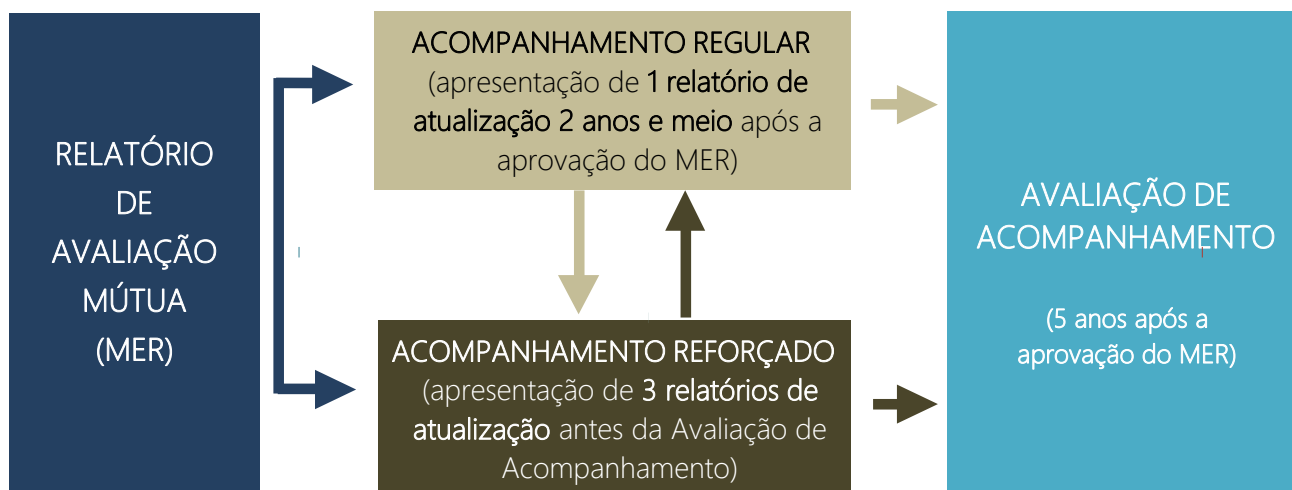 RELATÓRIO
DE
AVALIAÇÃO
MÚTUA
(MER)
ACOMPANHAMENTO REGULAR
(apresentação de 1 relatório de
atualização 2 anos e meio após a
aprovação do MER)
ACOMPANHAMENTO REFORÇADO
(apresentação de 3 relatórios de
atualização antes da Avaliação de
Acompanhamento)
AVALIAÇÃO DE
ACOMPANHAMENTO
(5 anos após a
aprovação do MER)